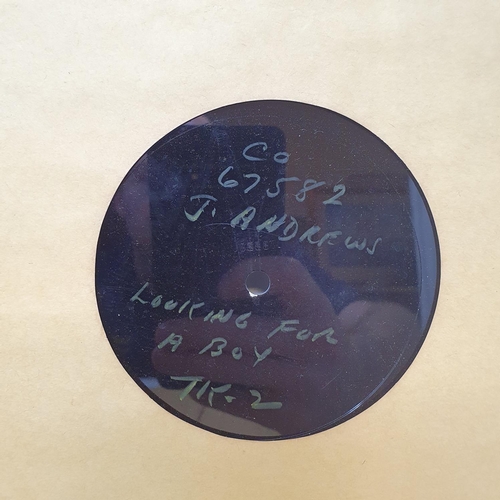 CO
67582
J. ANDREWS
LOOKING FOR
A BOY
TK-2